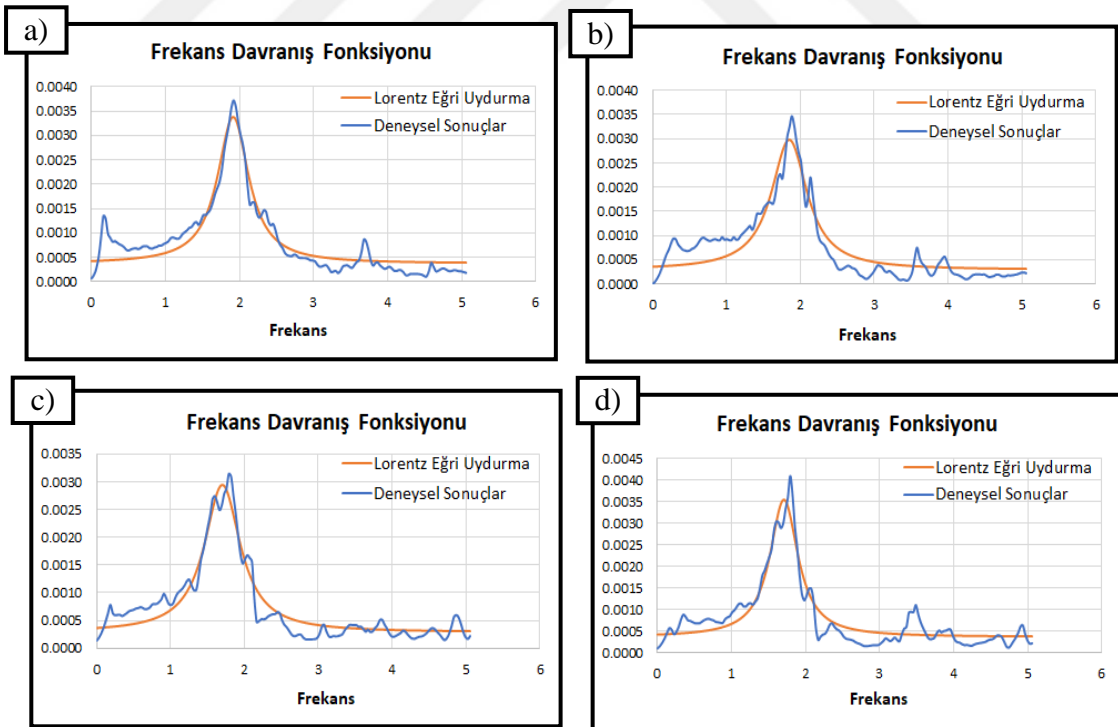 a)
Frekans Davranış Fonksiyonu
0.0040
0.0035
0.0030
0.0025
0.0020
0.0015
0.0010
0.0005
0.0000
Lorentz Eğri Uydurma
Deneysel Sonuçlar
0 1 2 3 4 5 6
Frekans
b)
Frekans Davranış Fonksiyonu
0.0040
0.0035
0.0030
0.0025
0.0020
0.0015
0.0010
0.0005
0.0000
Lorentz Eğri Uydurma
Deneysel Sonuçlar
0 1 2 3 4 5 6
Frekans
c)
Frekans Davranış Fonksiyonu
0.0035
0.0030
0.0025
0.0020
0.0015
0.0010
0.0005
0.0000
Lorentz Eğri Uydurma
Deneysel Sonuçlar
0 1 2 3 4 5 6
Frekans
d)
Frekans Davranış Fonksiyonu
0.0045
0.0040
0.0035
0.0030
0.0025
0.0020
0.0015
0.0010
0.0005
0.0000
Lorentz Eğri Uydurma
Deneysel Sonuçlar
0 1 2 3 4 5 6
Frekans